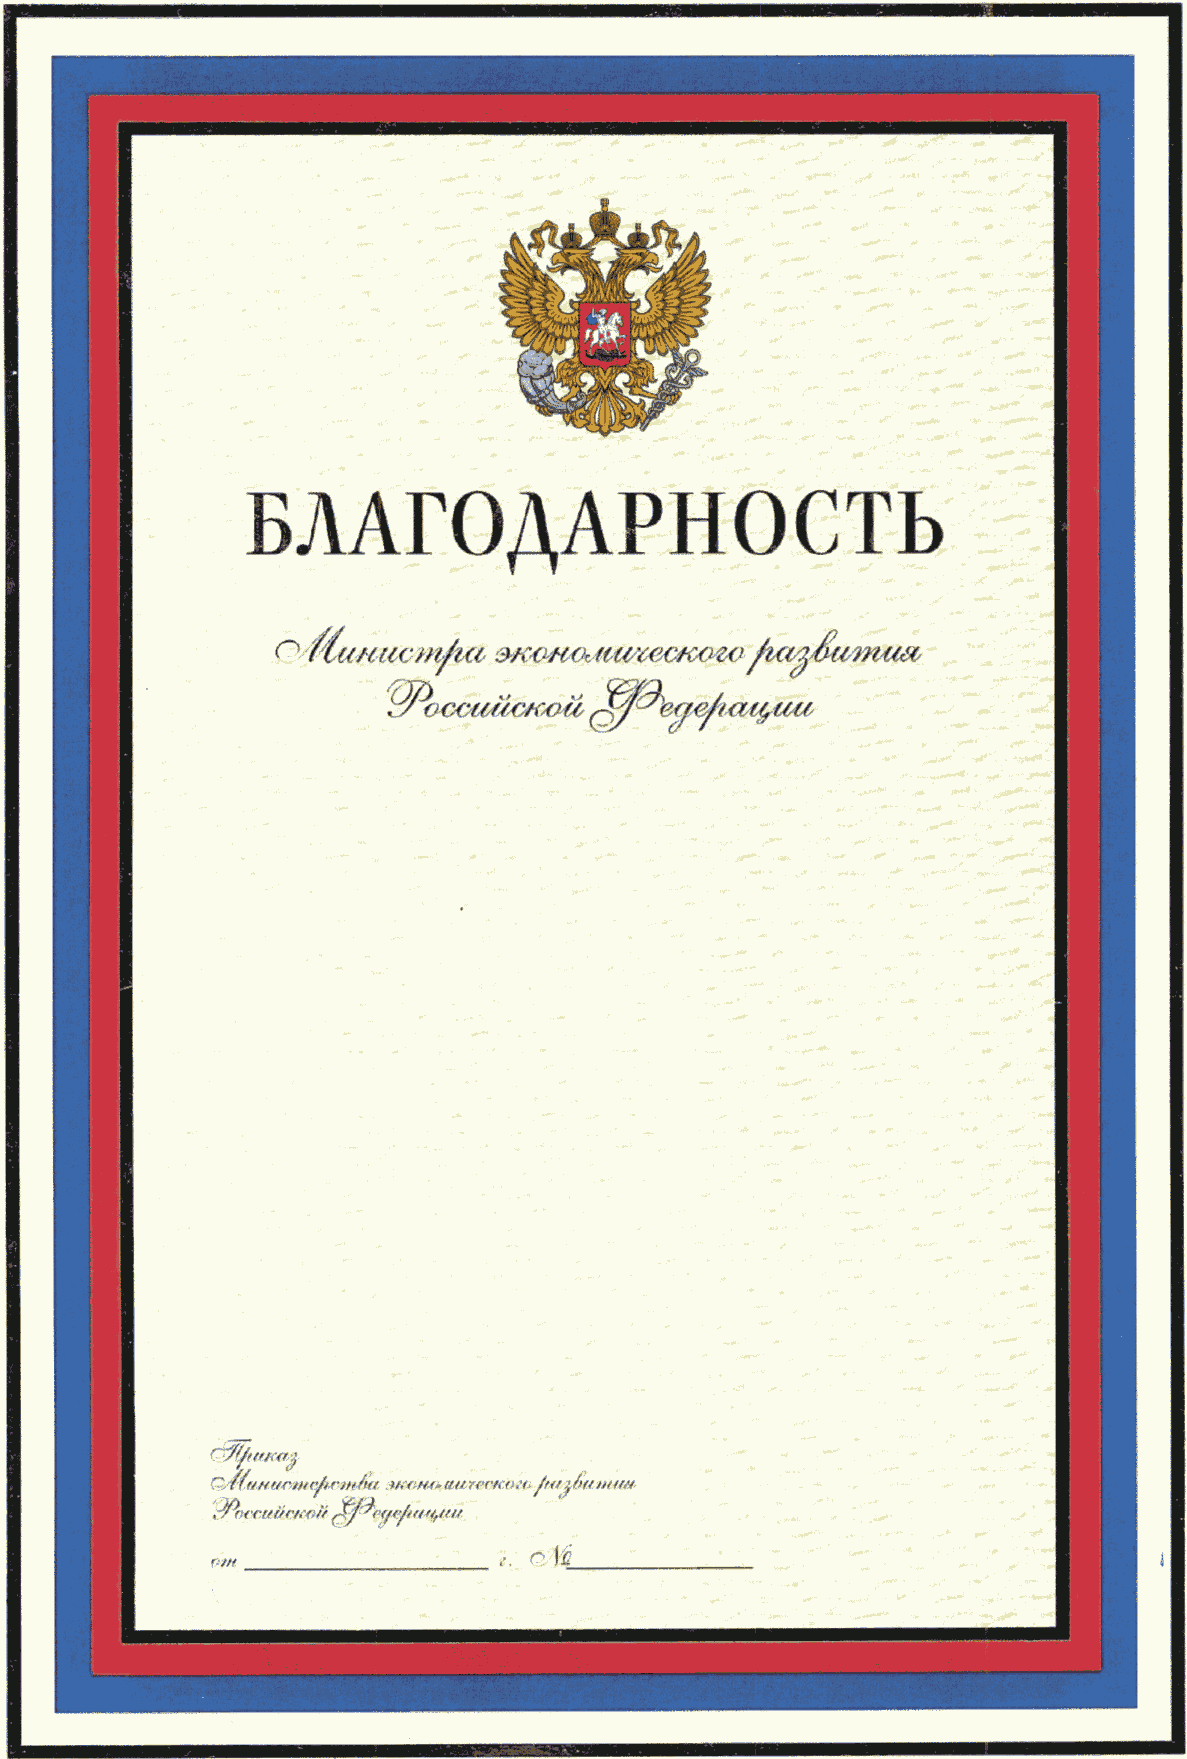 БЛАГОДАРНОСТЬ
Министра экономического развития
Российской Федерации
Приказ
Министерства экономического развития
Российской Федерации
от г. №